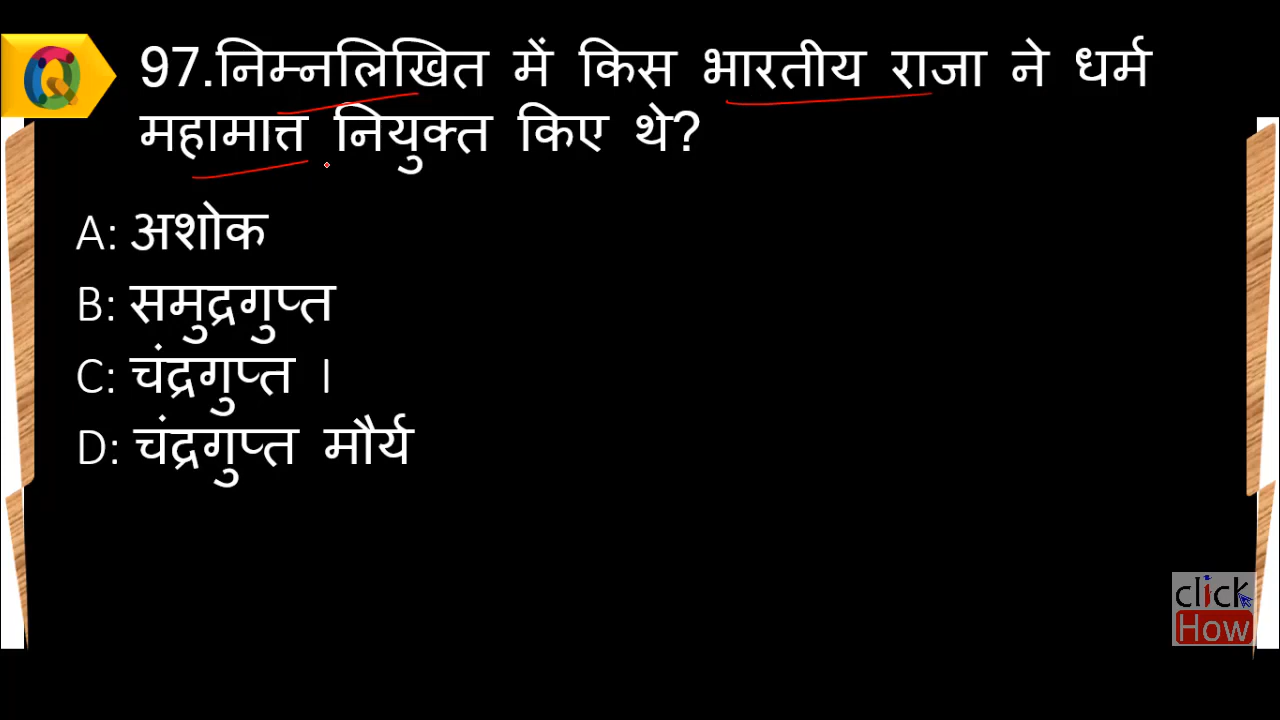 97.निम्नलिखित में किस भारतीय राजा ने धर्म
महामात्त नियुक्त किए थे?
A: अशोक
B: समुद्रगुप्त
C: चंद्रगुप्त I
D: चंद्रगुप्त मौर्य
click
How